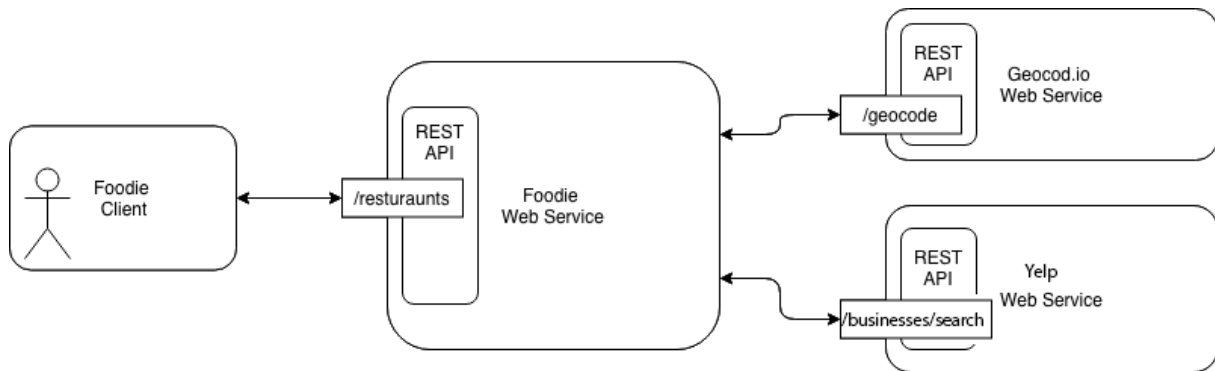 Foodie
Client
/resturaunts
REST
API
Foodie
Web Service
REST
API
/geocode
Geocod.io
Web Service
REST
API
/businesses/search
Yelp
Web Service